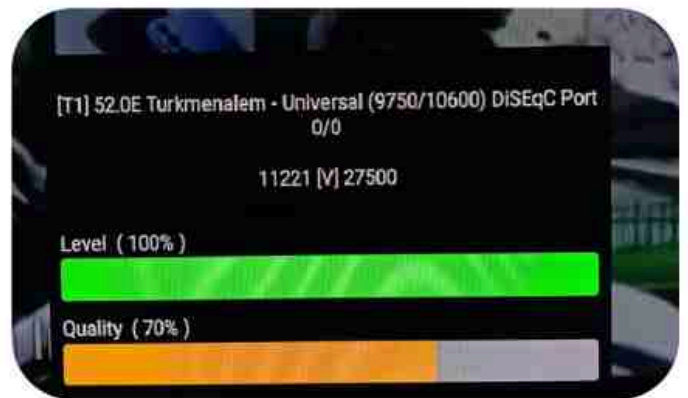 [T1] 52.0E Turkmenalem - Universal (9750/10600) DiSEqC Port
0/0
11221 [V] 27500
Level ( 100% )
Quality ( 70% )